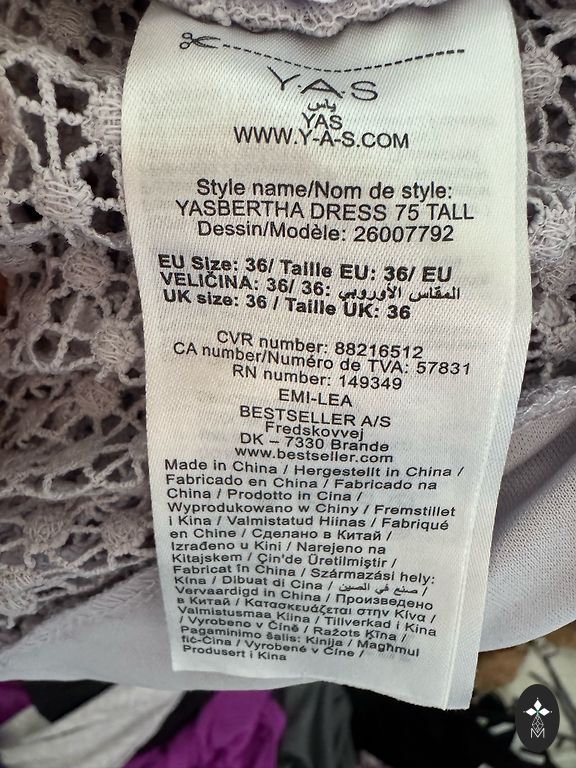 Y.A.S
ياس
YAS
WWW.Y-A-S.COM
Style name/Nom de style:
YASBERTHA DRESS 75 TALL
Dessin/Modèle: 26007792
EU Size: 36/ Taille EU: 36/ EU
VELIČINA: 36/ 36: المقاس الأوروبي
UK size: 36 / Taille UK: 36
CVR number: 88216512
CA number/Numéro de TVA: 57831
RN number: 149349
EMI-LEA
BESTSELLER A/S
Fredskovvej
DK – 7330 Brande
www.bestseller.com
Made in China / Hergestellt in China /
Fabricado en China / Fabricado na
China / Prodotto in Cina /
Wyprodukowano w Chiny / Fremstillet
i Kina / Valmistatud Hiinas / Fabriqué
en Chine / Сделано в Китай /
Izrađeno u Kini / Narejeno na
Kitajskem / Çin'de Üretilmiştir /
Fabricat în China / Származási hely:
Kína / Dibuat di Cina / صنع في الصين /
Vervaardigd in China / Произведено
в Китай / Κατασκευάζεται στην Κίνα /
Valmistusmaa Kiina / Tillverkad i Kina
/ Vyrobeno v Číně / Ražots Ķīna /
Pagaminimo šalis: Kinija / Magħmul
fiċ-Ċina / Vyrobené v Číne /
Produsert i Kina
M